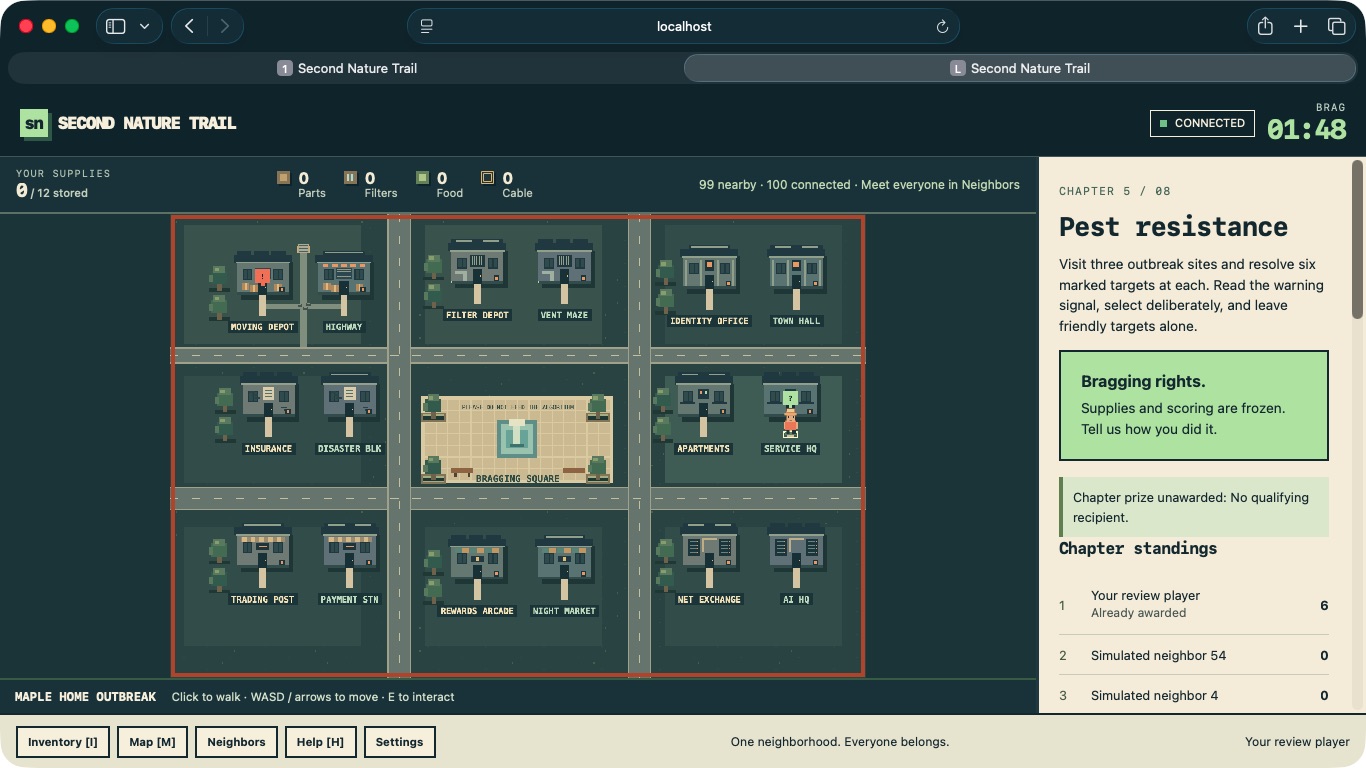 localhost
1 Second Nature Trail
L Second Nature Trail
sn SECOND NATURE TRAIL
CONNECTED
BRAG
01:48
YOUR SUPPLIES
0 / 12 stored
0 Parts
0 Filters
0 Food
0 Cable
99 nearby · 100 connected · Meet everyone in Neighbors
MOVING DEPOT
HIGHWAY
FILTER DEPOT
VENT MAZE
IDENTITY OFFICE
TOWN HALL
INSURANCE
DISASTER BLK
PLEASE DO NOT FEED THE ALGORITHM
BRAGGING SQUARE
APARTMENTS
SERVICE HQ
TRADING POST
PAYMENT STN
REWARDS ARCADE
NIGHT MARKET
NET EXCHANGE
AI HQ
MAPLE HOME OUTBREAK
Click to walk · WASD / arrows to move · E to interact
CHAPTER 5 / 08
Pest resistance
Visit three outbreak sites and resolve six
marked targets at each. Read the warning
signal, select deliberately, and leave
friendly targets alone.
Bragging rights.
Supplies and scoring are frozen.
Tell us how you did it.
Chapter prize unawarded: No qualifying
recipient.
Chapter standings
1 Your review player 6
Already awarded
2 Simulated neighbor 54 0
3 Simulated neighbor 4 0
Inventory [I]
Map [M]
Neighbors
Help [H]
Settings
One neighborhood. Everyone belongs.
Your review player